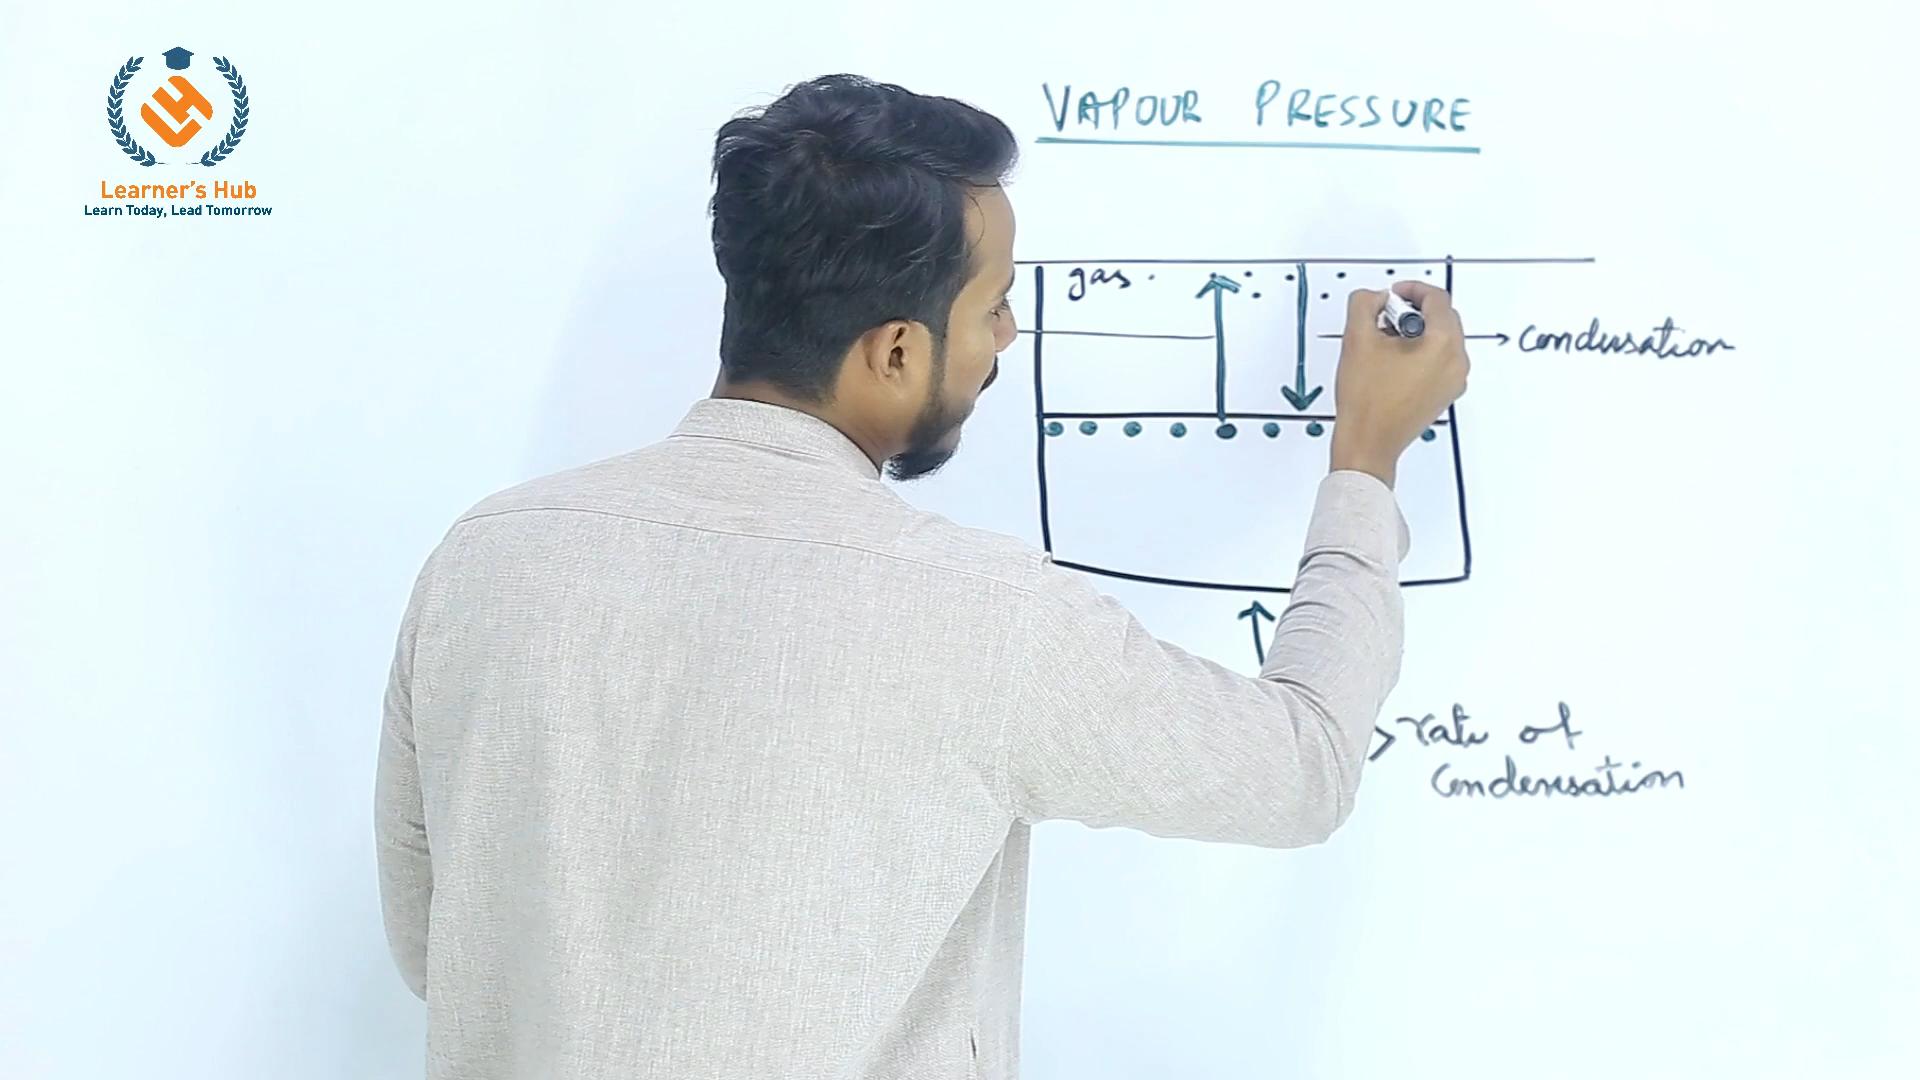 Learner's Hub
Learn Today, Lead Tomorrow
VAPOUR PRESSURE
gas
condensation
> rate of
condensation